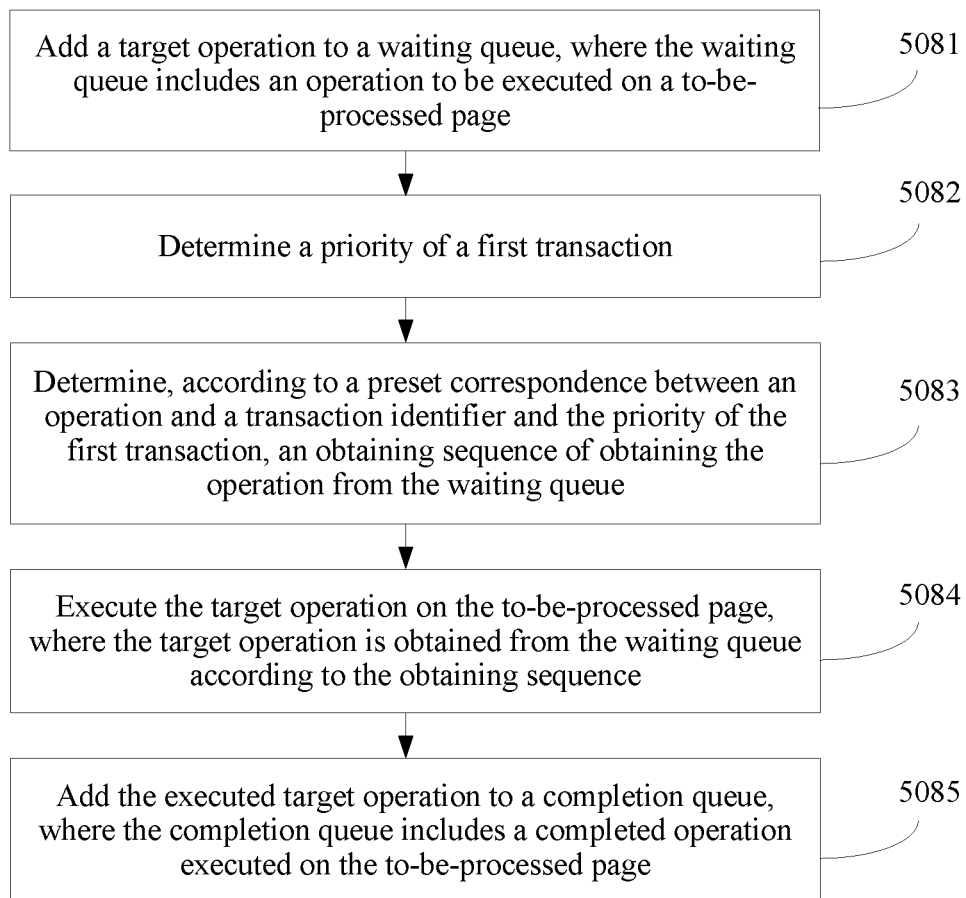 Add a target operation to a waiting queue, where the waiting
queue includes an operation to be executed on a to-be-
processed page
5081
Determine a priority of a first transaction
5082
Determine, according to a preset correspondence between an
operation and a transaction identifier and the priority of the
first transaction, an obtaining sequence of obtaining the
operation from the waiting queue
5083
Execute the target operation on the to-be-processed page,
where the target operation is obtained from the waiting queue
according to the obtaining sequence
5084
Add the executed target operation to a completion queue,
where the completion queue includes a completed operation
executed on the to-be-processed page
5085